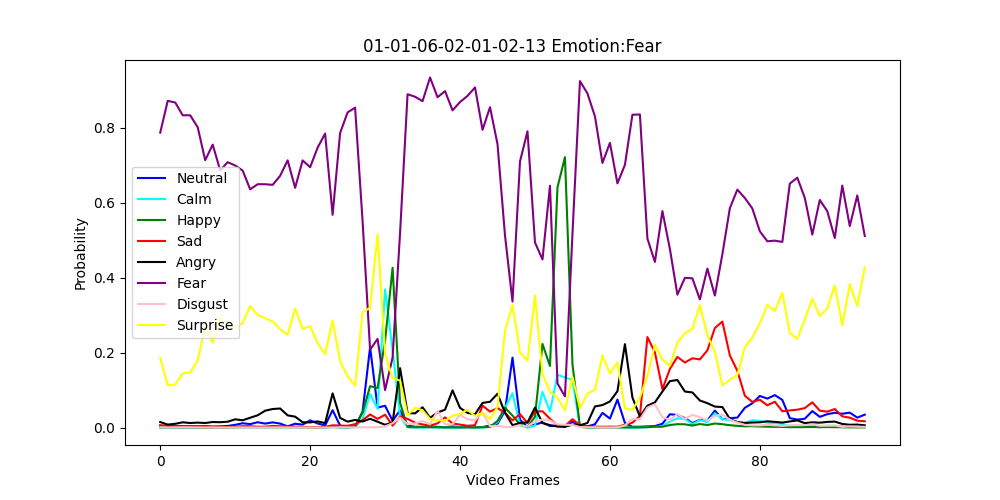 01-01-06-02-01-02-13 Emotion:Fear
Probability
0.8
0.6
0.4
0.2
0.0
Neutral
Calm
Happy
Sad
Angry
Fear
Disgust
Surprise
0 20 40 60 80
Video Frames